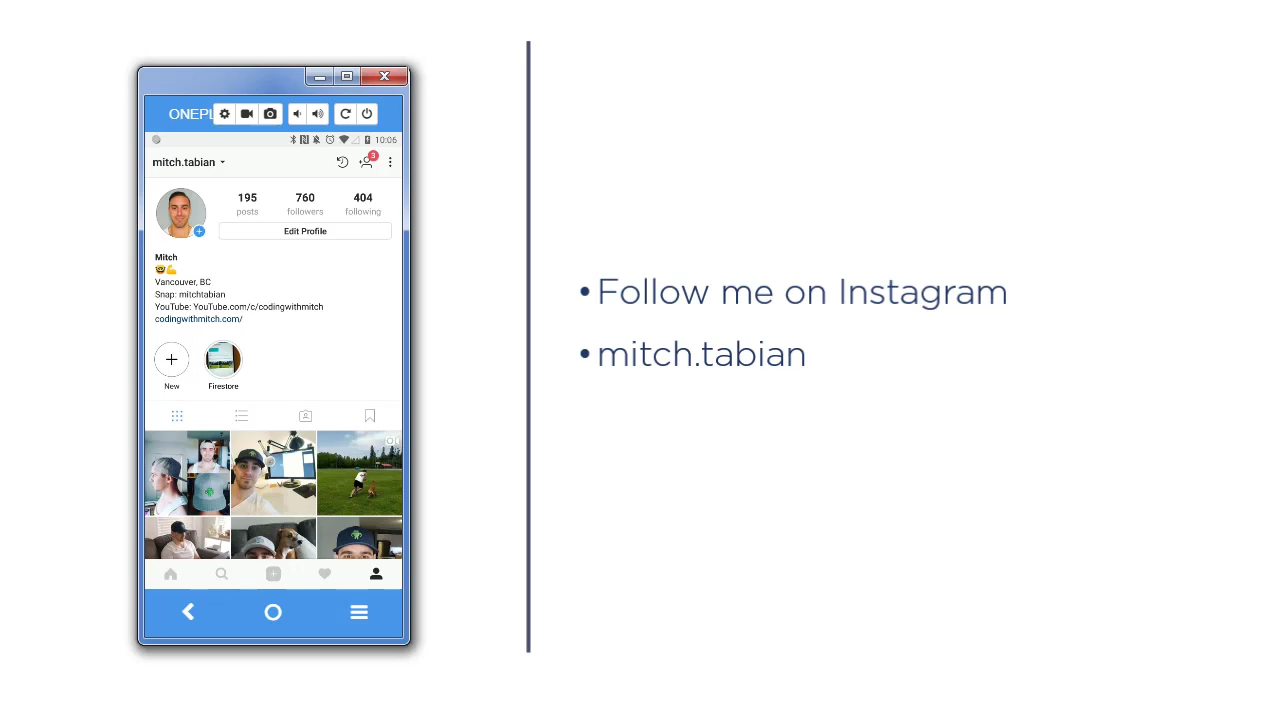 ONEPL
10:06
mitch.tabian
3
195 760 404
posts followers following
Edit Profile
Mitch
Vancouver, BC
Snap: mitchtabian
YouTube: YouTube.com/c/codingwithmitch
codingwithmitch.com/
New Firestore
• Follow me on Instagram
• mitch.tabian